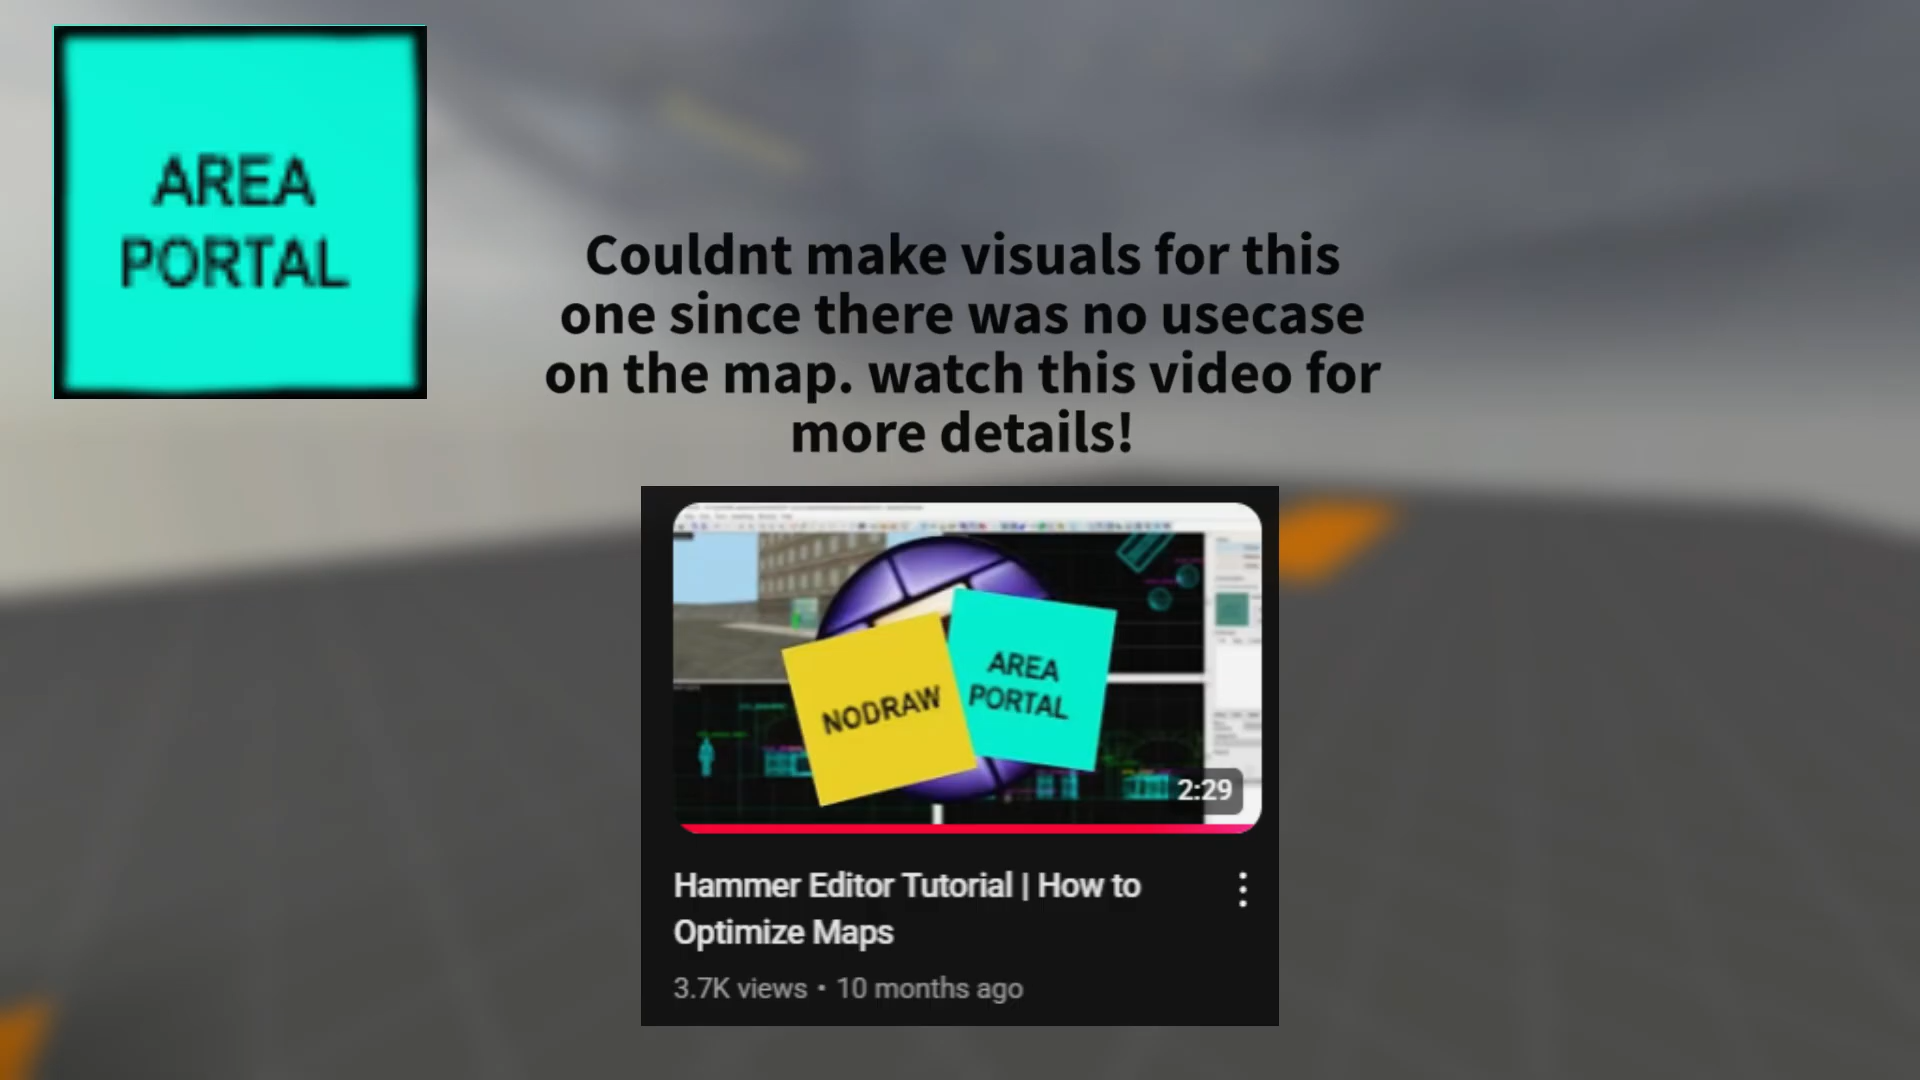 AREA
PORTAL
Couldnt make visuals for this
one since there was no usecase
on the map. watch this video for
more details!
NODRAW
AREA
PORTAL
2:29
Hammer Editor Tutorial | How to
Optimize Maps
3.7K views • 10 months ago